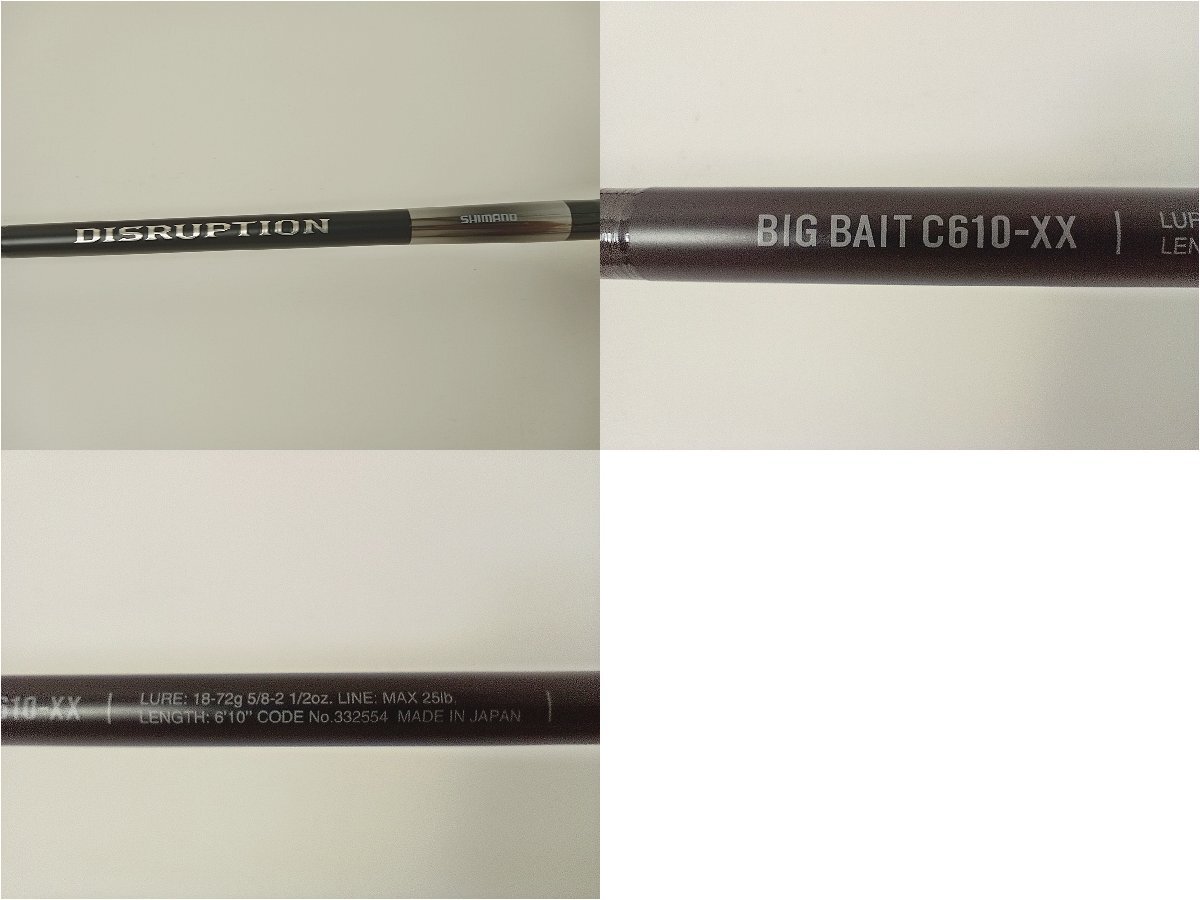 DISRUPTION
SHIMANO
BIG BAIT C610-XX
LUR
LEN
610-XX
LURE: 18-72g 5/8-2 1/2oz. LINE: MAX 25lb.
LENGTH: 6'10" CODE No.332554 MADE IN JAPAN